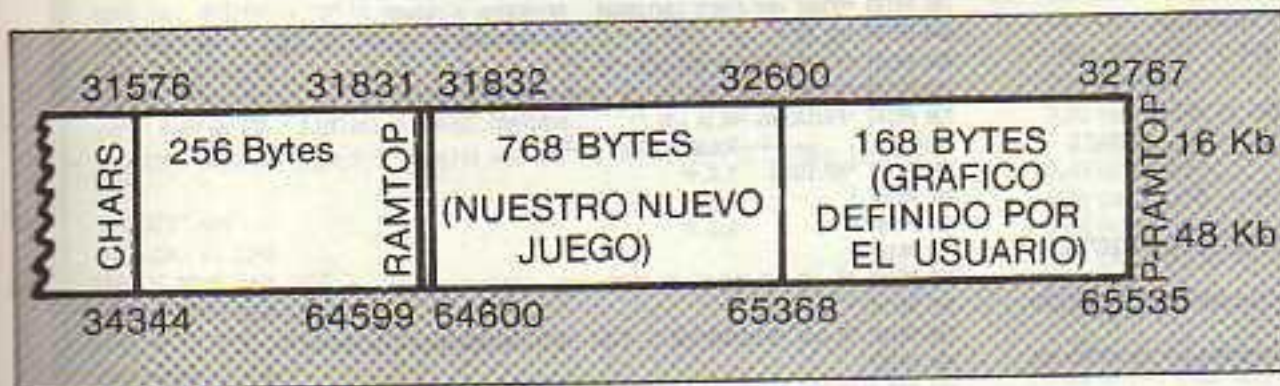 31576 31831 31832 32600 32767
CHARS
256 Bytes
RAMTOP
768 BYTES
(NUESTRO NUEVO
JUEGO)
168 BYTES
(GRAFICO
DEFINIDO POR
EL USUARIO)
P-RAMTOP
16 Kb
48 Kb
34344 64599 64600 65368 65535